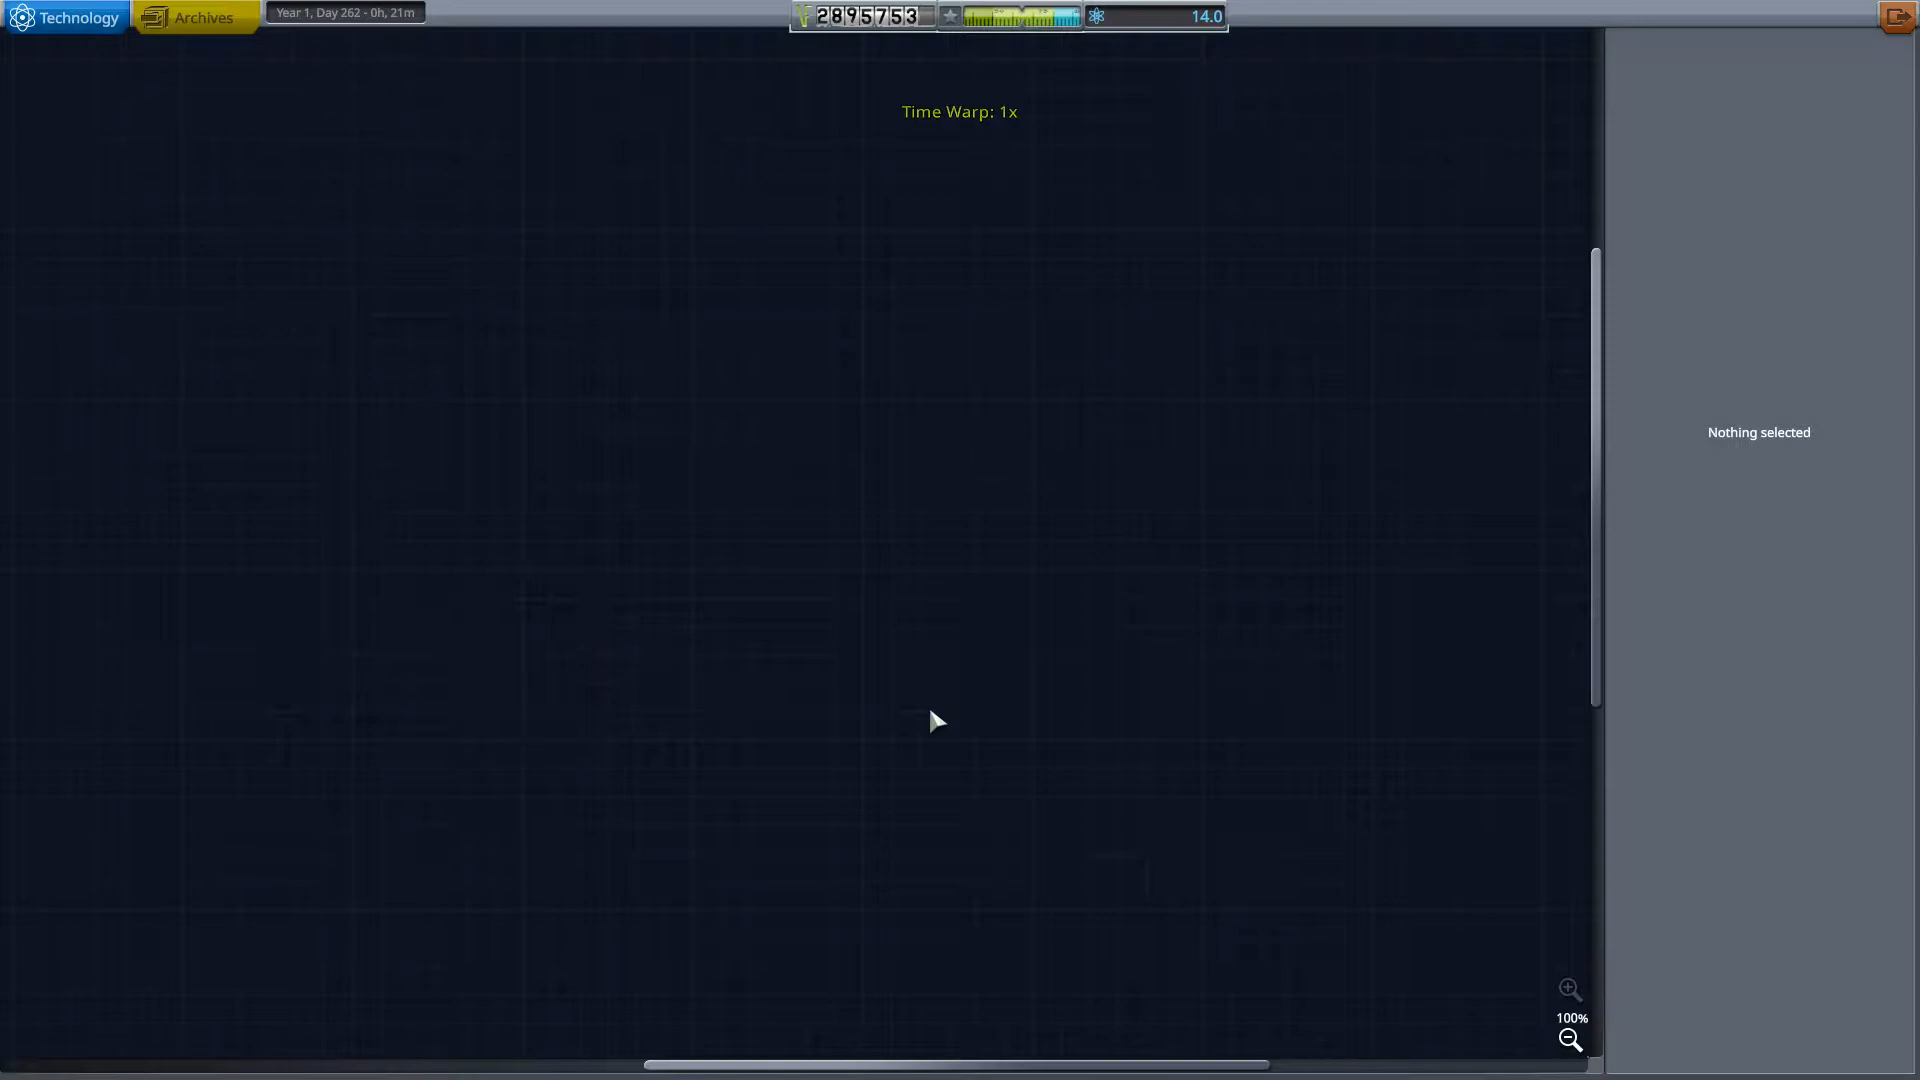 Technology
Archives
Year 1, Day 262 - 0h, 21m
2895753
14.0
Time Warp: 1x
Nothing selected
100%